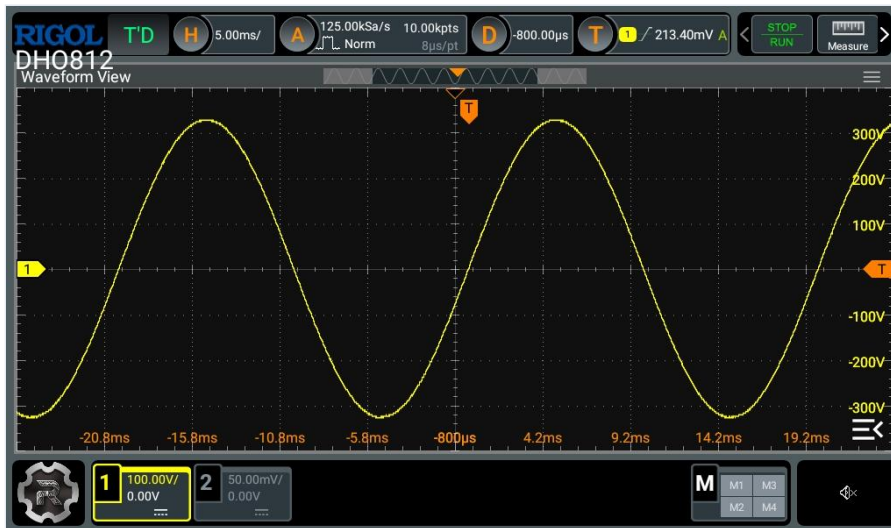 RIGOL T'D H 5.00ms/ A 125.00kSa/s 10.00kpts D -800.00µs T 1 213.40mV A < STOP >
Norm 8µs/pt RUN Measure
DHO812
Waveform View
T
300V
200V
100V
1 T
-100V
-200V
-300V
-20.8ms -15.8ms -10.8ms -5.8ms -800µs 4.2ms 9.2ms 14.2ms 19.2ms
R 1 100.00V/ 2 50.00mV/ M M1 M3
0.00V 0.00V M2 M4